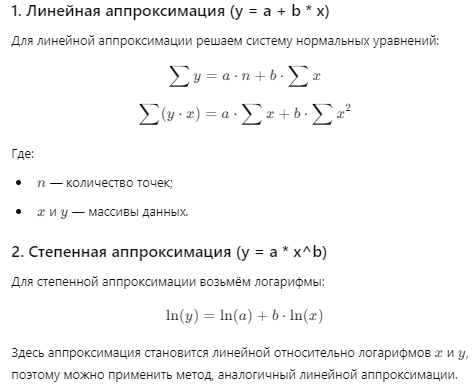 1. Линейная аппроксимация (y = a + b * x)
Для линейной аппроксимации решаем систему нормальных уравнений:
∑ y = a · n + b · ∑ x
∑(y · x) = a · ∑ x + b · ∑ x²
Где:
• n — количество точек;
• x и y — массивы данных.
2. Степенная аппроксимация (y = a * x^b)
Для степенной аппроксимации возьмём логарифмы:
ln(y) = ln(a) + b · ln(x)
Здесь аппроксимация становится линейной относительно логарифмов x и y,
поэтому можно применить метод, аналогичный линейной аппроксимации.